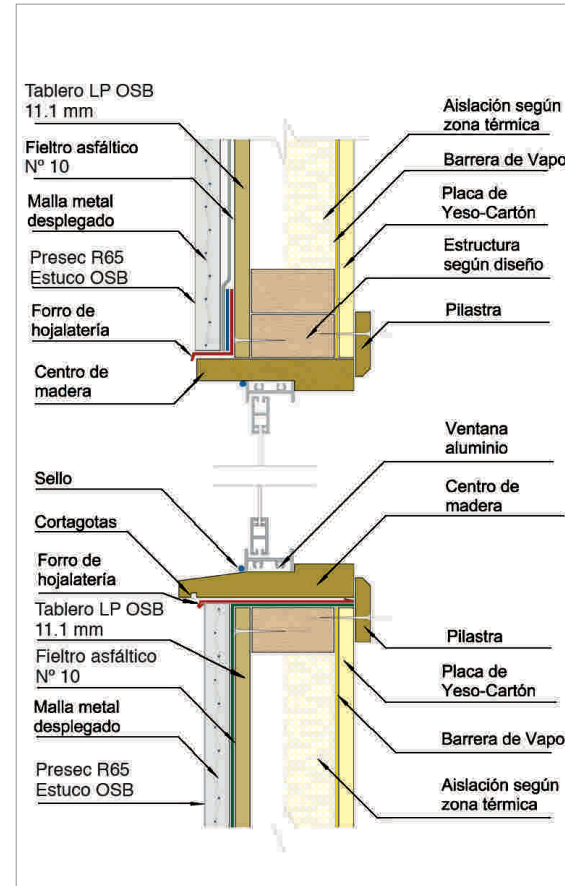 Tablero LP OSB
11.1 mm
Fieltro asfáltico
Nº 10
Malla metal
desplegado
Presec R65
Estuco OSB
Forro de
hojalatería
Centro de
madera
Aislación según
zona térmica
Barrera de Vapo
Placa de
Yeso-Cartón
Estructura
según diseño
Pilastra
Sello
Cortagotas
Forro de
hojalatería
Tablero LP OSB
11.1 mm
Fieltro asfáltico
Nº 10
Malla metal
desplegado
Presec R65
Estuco OSB
Ventana
aluminio
Centro de
madera
Pilastra
Placa de
Yeso-Cartón
Barrera de Vapo
Aislación según
zona térmica